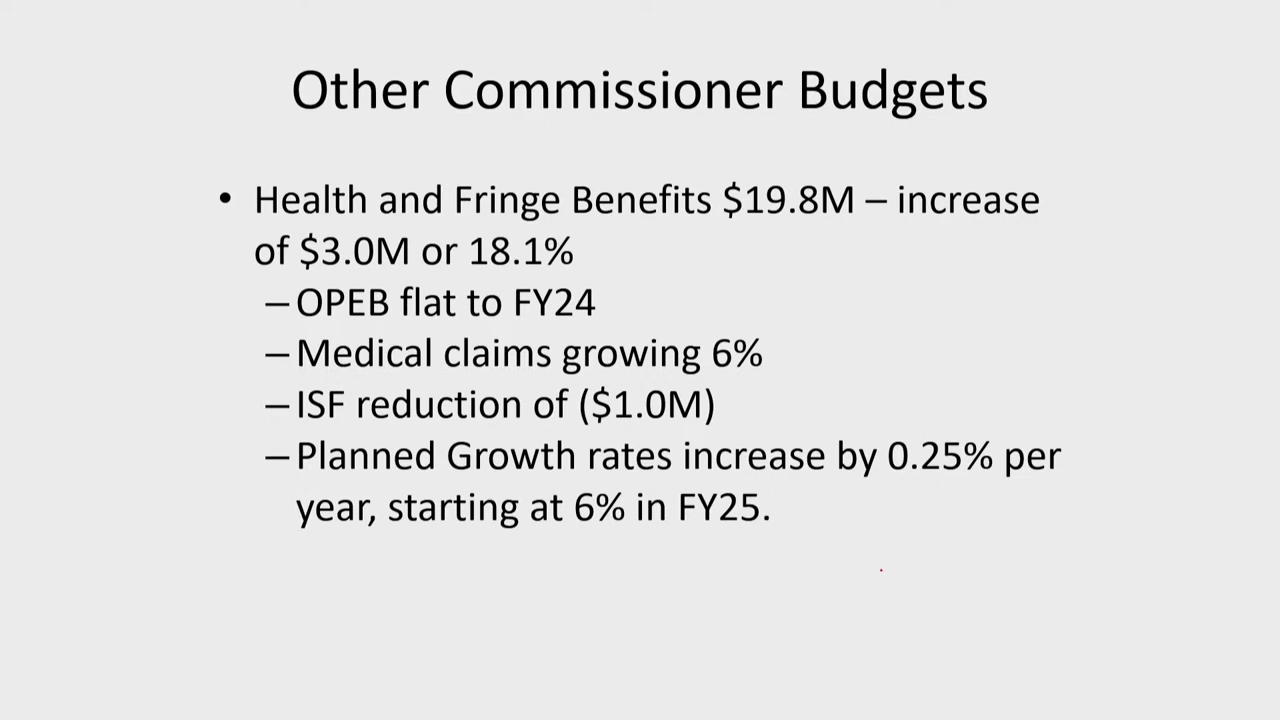 Other Commissioner Budgets
• Health and Fringe Benefits $19.8M – increase
of $3.0M or 18.1%
– OPEB flat to FY24
– Medical claims growing 6%
– ISF reduction of ($1.0M)
– Planned Growth rates increase by 0.25% per
year, starting at 6% in FY25.